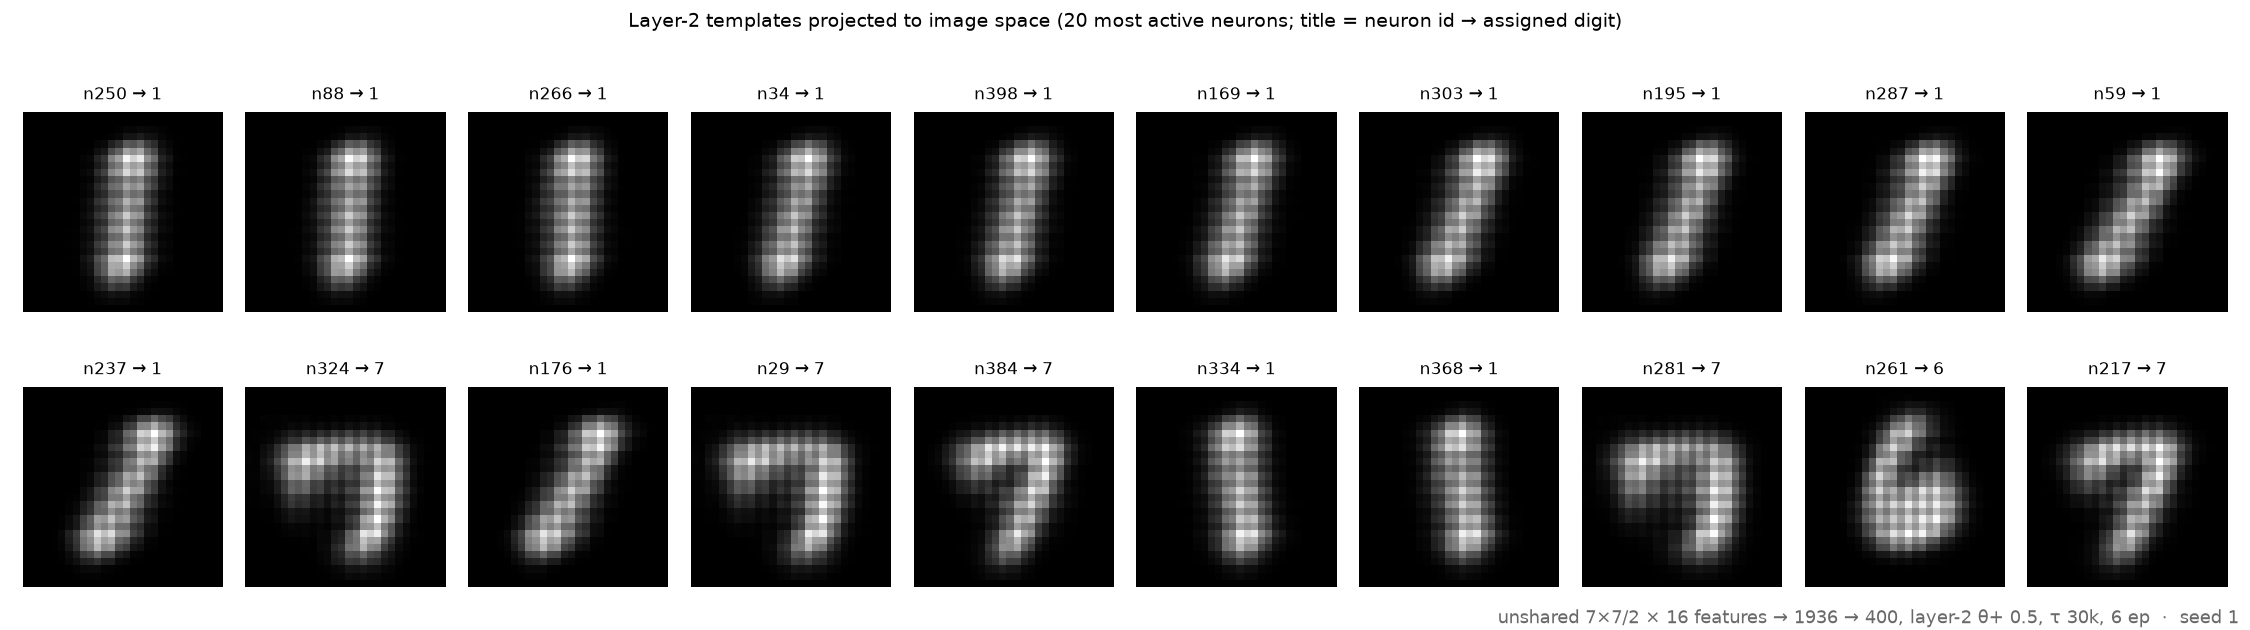 Layer-2 templates projected to image space (20 most active neurons; title = neuron id → assigned digit)
n250 → 1 n88 → 1 n266 → 1 n34 → 1 n398 → 1 n169 → 1 n303 → 1 n195 → 1 n287 → 1 n59 → 1
n237 → 1 n324 → 7 n176 → 1 n29 → 7 n384 → 7 n334 → 1 n368 → 1 n281 → 7 n261 → 6 n217 → 7
unshared 7×7/2 × 16 features → 1936 → 400, layer-2 θ+ 0.5, τ 30k, 6 ep · seed 1